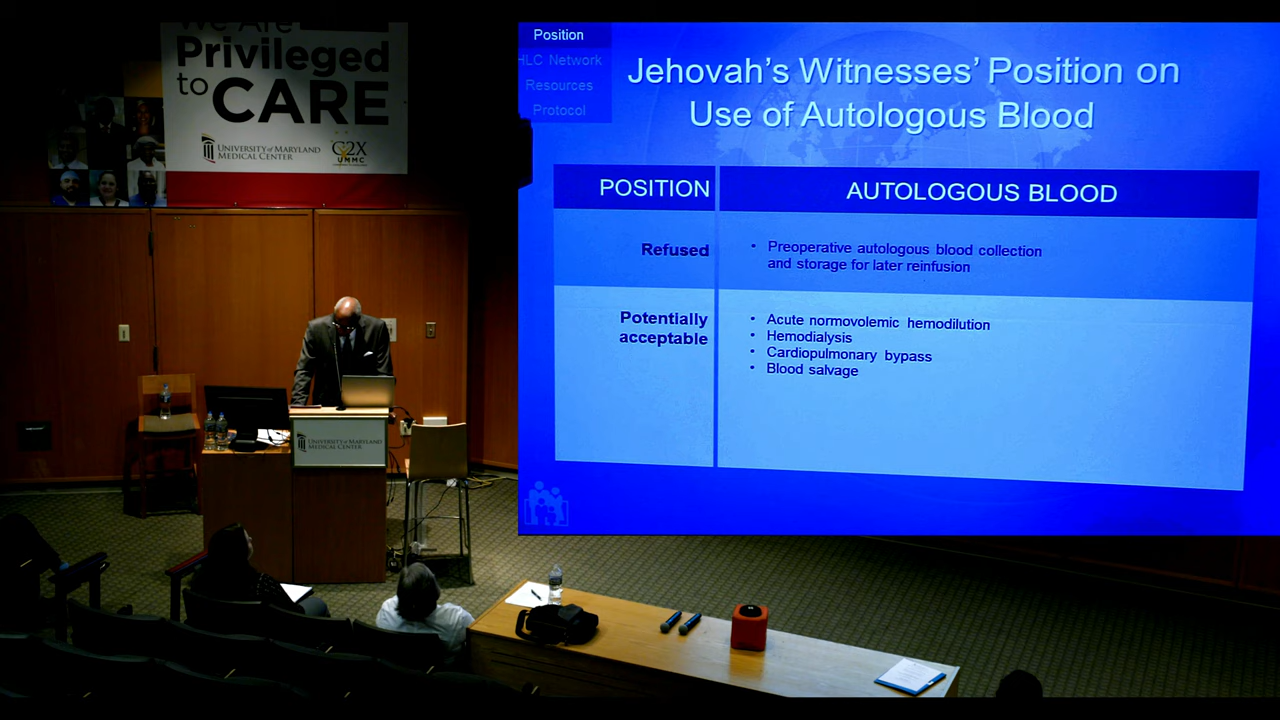 We Are
Privileged
to CARE
UNIVERSITY of MARYLAND
MEDICAL CENTER
C2X
UMMC
Position
HLC Network
Resources
Protocol
Jehovah's Witnesses' Position on
Use of Autologous Blood
POSITION
AUTOLOGOUS BLOOD
Refused
• Preoperative autologous blood collection
and storage for later reinfusion
Potentially
acceptable
• Acute normovolemic hemodilution
• Hemodialysis
• Cardiopulmonary bypass
• Blood salvage
UNIVERSITY of MARYLAND
MEDICAL CENTER